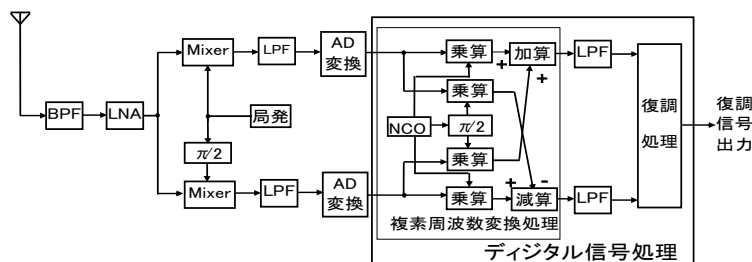 Mixer
LPF
AD
変換
乗算
加算
LPF
+
+
BPF
LNA
局発
乗算
NCO
π/2
復調
処理
復調
信号
出力
π/2
乗算
Mixer
LPF
AD
変換
乗算
+
-
減算
LPF
複素周波数変換処理
ディジタル信号処理